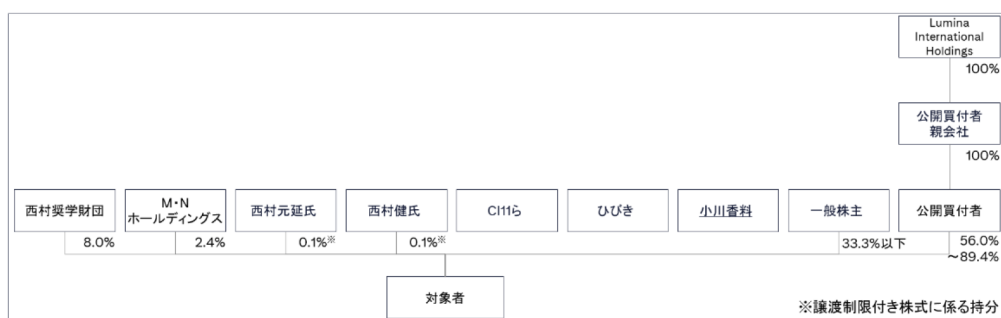 Lumina
International
Holdings
100%
公開買付者
親会社
100%
西村奨学財団
M・N
ホールディングス
西村元延氏
西村健氏
CI11ら
ひびき
小川香料
一般株主
公開買付者
8.0%
2.4%
0.1%※
0.1%※
33.3%以下
56.0%
～89.4%
対象者
※譲渡制限付き株式に係る持分